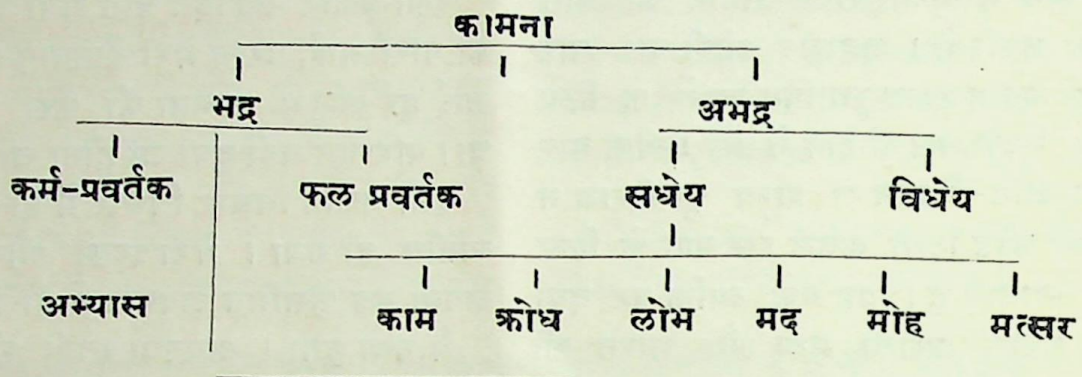 कामना
भद्र अभद्र
कर्म-प्रवर्तक फल प्रवर्तक सधेय विधेय
अभ्यास काम क्रोध लोभ मद मोह मत्सर